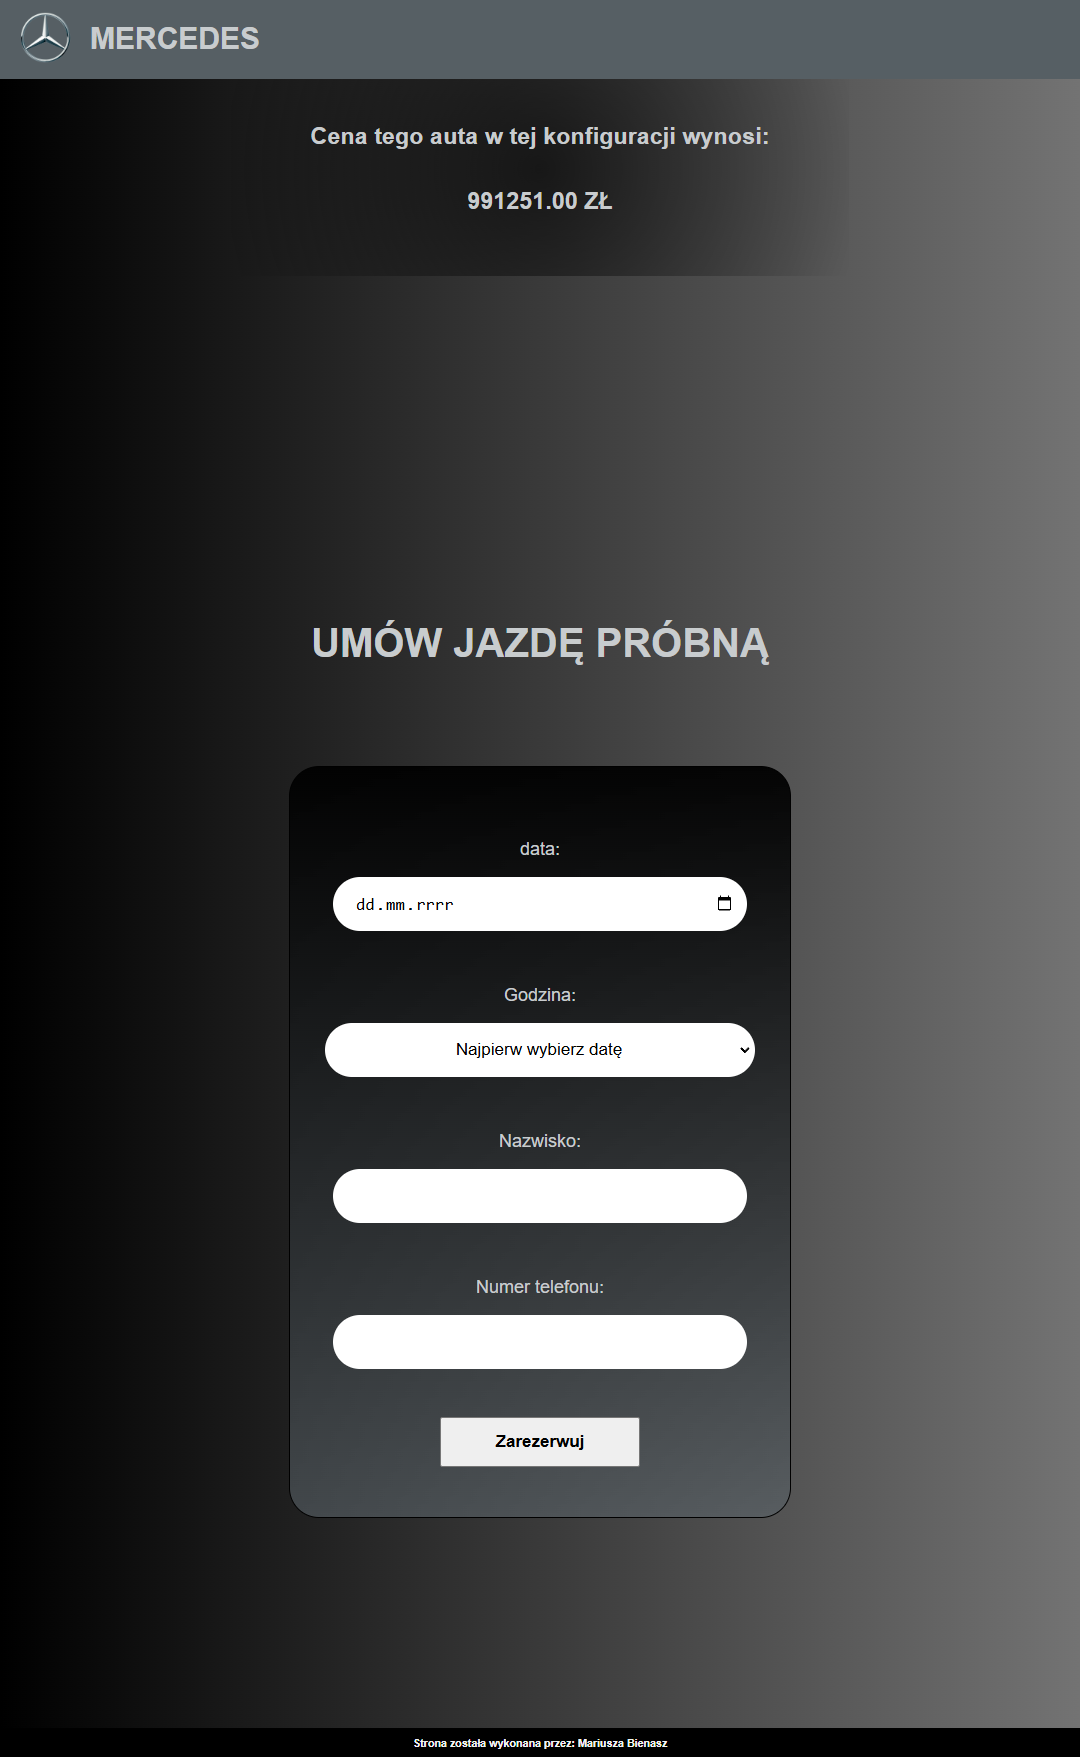 MERCEDES
Cena tego auta w tej konfiguracji wynosi:
991251.00 ZŁ
UMÓW JAZDĘ PRÓBNĄ
data:
dd.mm.rrrr
Godzina:
Najpierw wybierz datę
Nazwisko:
Numer telefonu:
Zarezerwuj
Strona została wykonana przez: Mariusza Bienasz